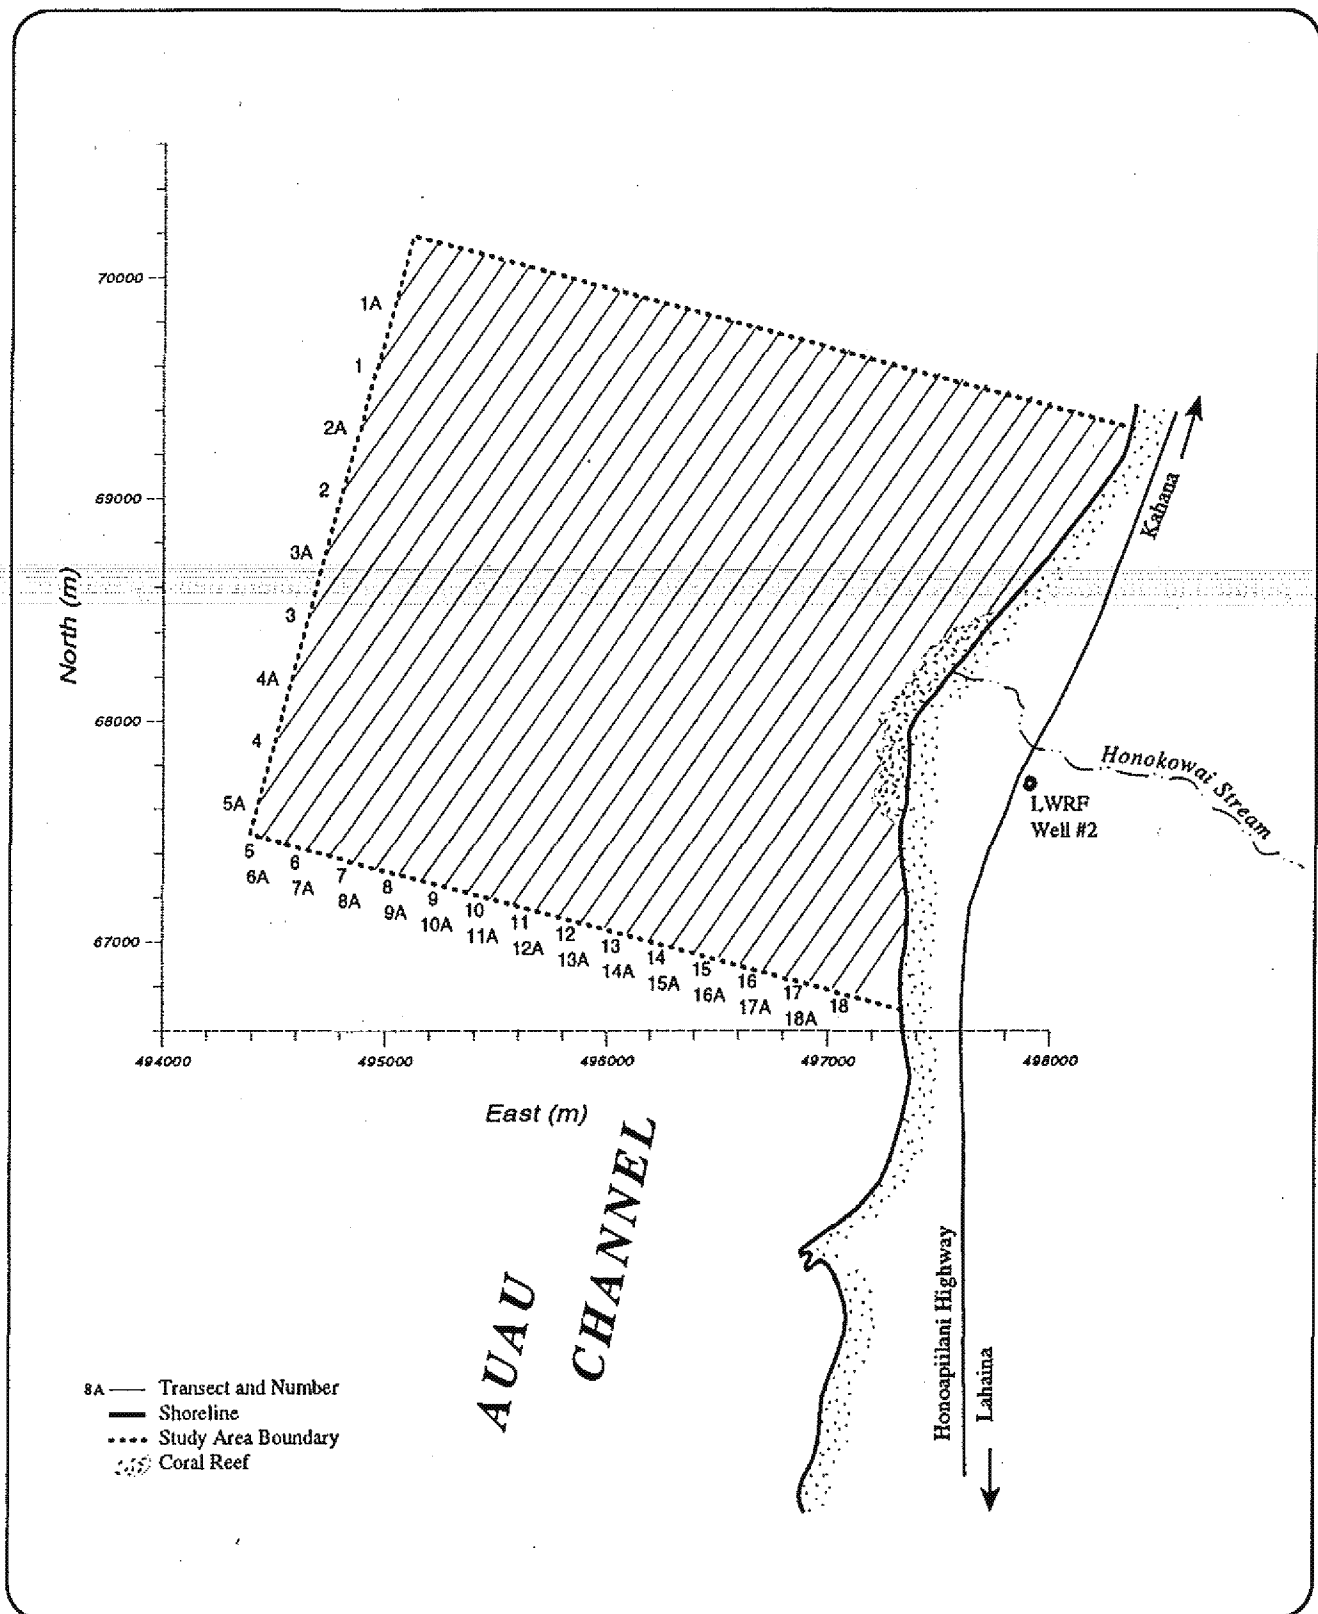 70000
1A
1
2A
2
69000
3A
3
4A
68000
4
5A
North (m)
Kahana
Honokowai Stream
LWRF
Well #2
5
6
7
8
9
10
11
12
13
14
15
16
17
18
6A
7A
8A
9A
10A
11A
12A
13A
14A
15A
16A
17A
18A
67000
494000
495000
496000
497000
498000
East (m)
AUAU
CHANNEL
Honoapiilani Highway
Lahaina
8A
Transect and Number
Shoreline
Study Area Boundary
Coral Reef